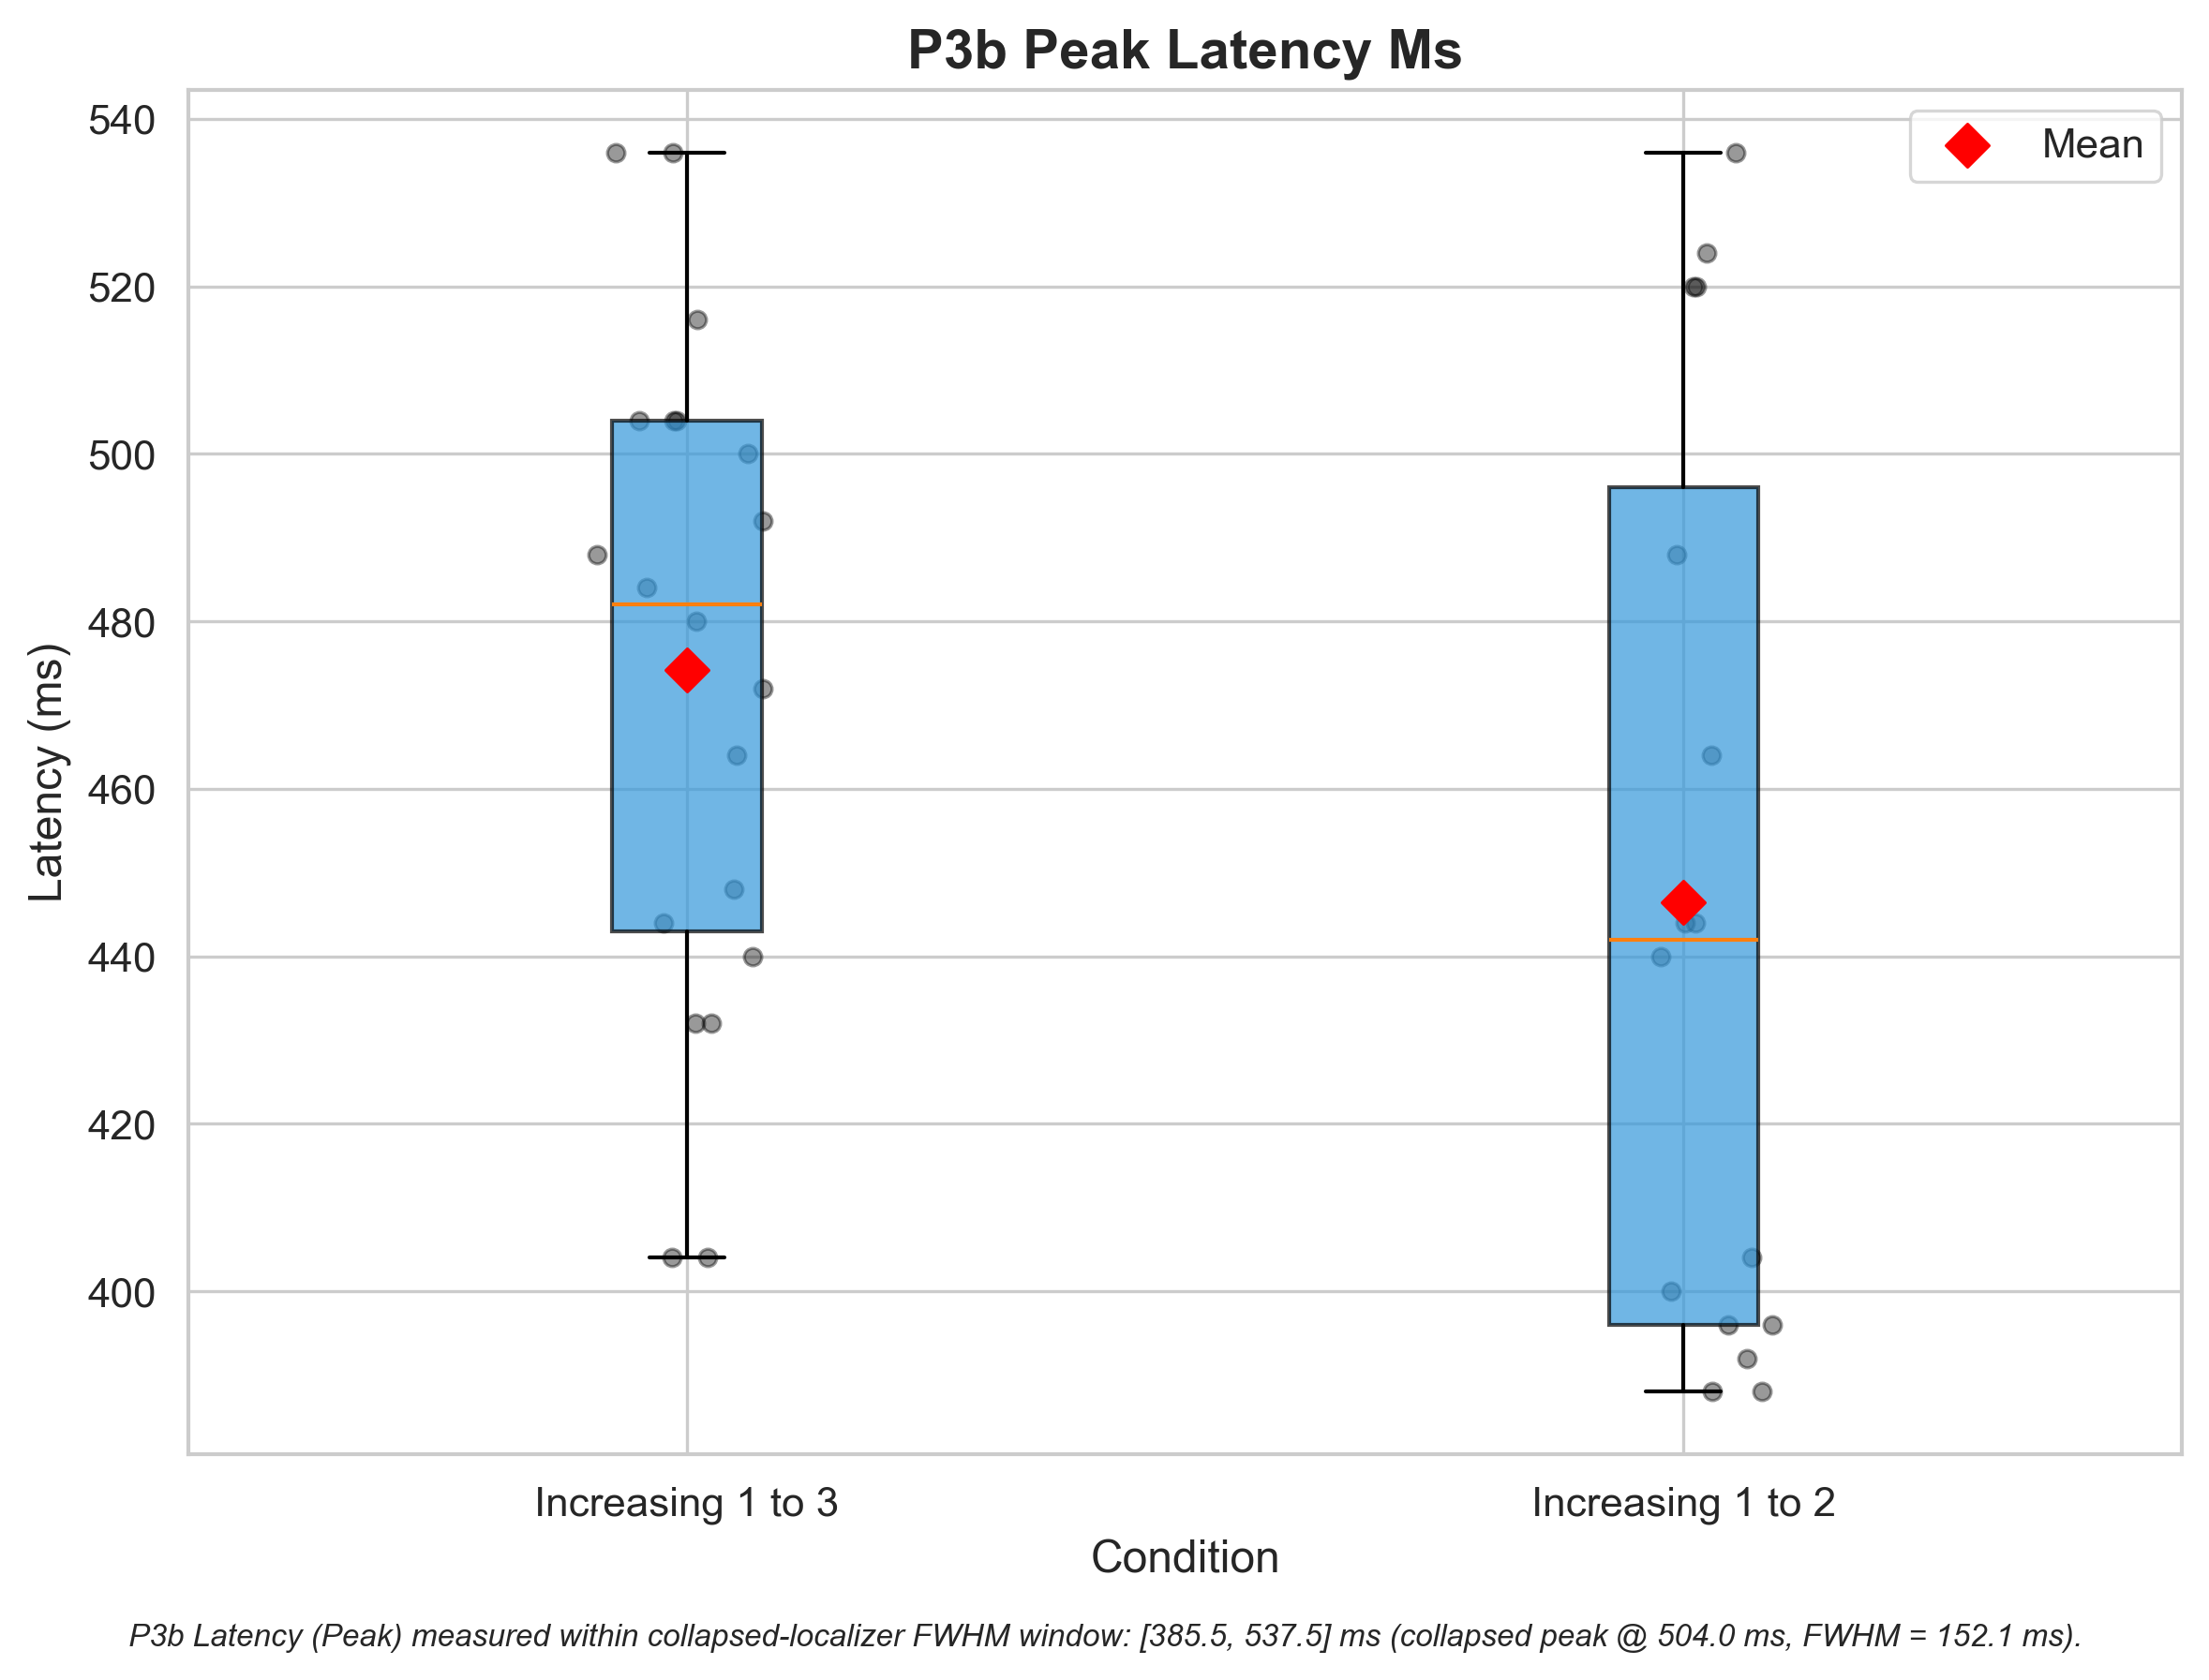 P3b Peak Latency Ms
Mean
540
520
500
480
460
440
420
400
Latency (ms)
Increasing 1 to 3
Increasing 1 to 2
Condition
P3b Latency (Peak) measured within collapsed-localizer FWHM window: [385.5, 537.5] ms (collapsed peak @ 504.0 ms, FWHM = 152.1 ms).